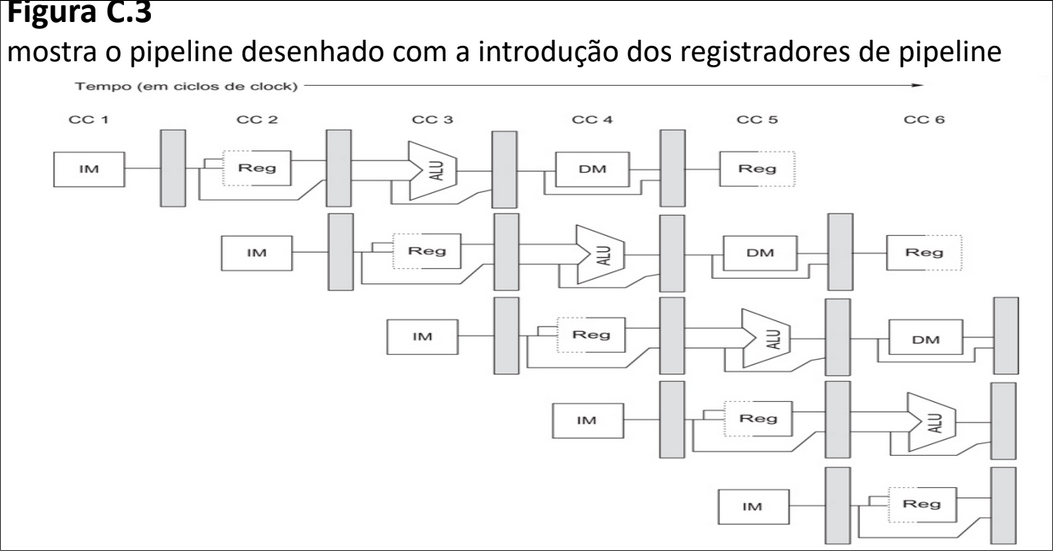 Figura C.3
mostra o pipeline desenhado com a introdução dos registradores de pipeline
Tempo (em ciclos de clock)
CC 1 CC 2 CC 3 CC 4 CC 5 CC 6
IM Reg ALU DM Reg
IM Reg ALU DM Reg
IM Reg ALU DM
IM Reg ALU
IM Reg